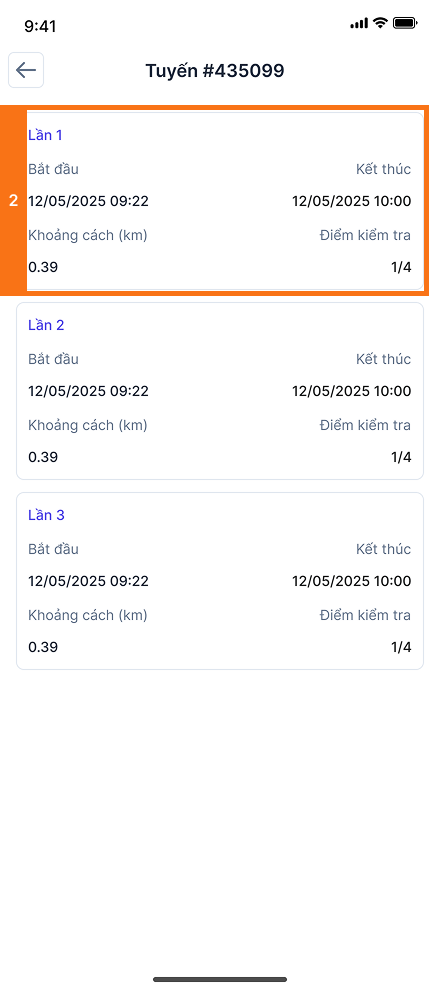 9:41
Tuyến #435099
Lần 1
Bắt đầu Kết thúc
2 12/05/2025 09:22 12/05/2025 10:00
Khoảng cách (km) Điểm kiểm tra
0.39 1/4
Lần 2
Bắt đầu Kết thúc
12/05/2025 09:22 12/05/2025 10:00
Khoảng cách (km) Điểm kiểm tra
0.39 1/4
Lần 3
Bắt đầu Kết thúc
12/05/2025 09:22 12/05/2025 10:00
Khoảng cách (km) Điểm kiểm tra
0.39 1/4